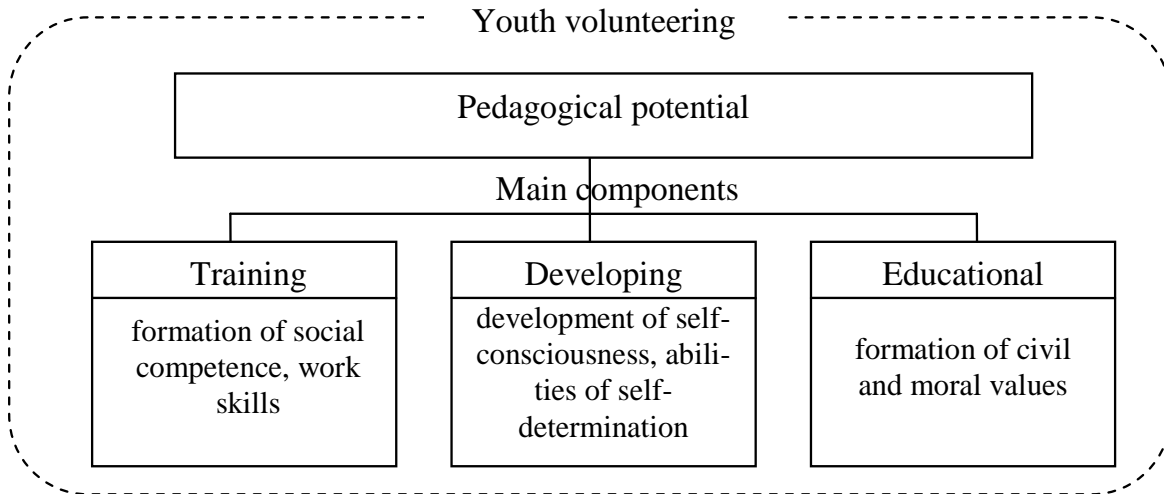 Youth volunteering
Pedagogical potential
Main components
Training
formation of social
competence, work
skills
Developing
development of self-
consciousness, abili-
ties of self-
determination
Educational
formation of civil
and moral values